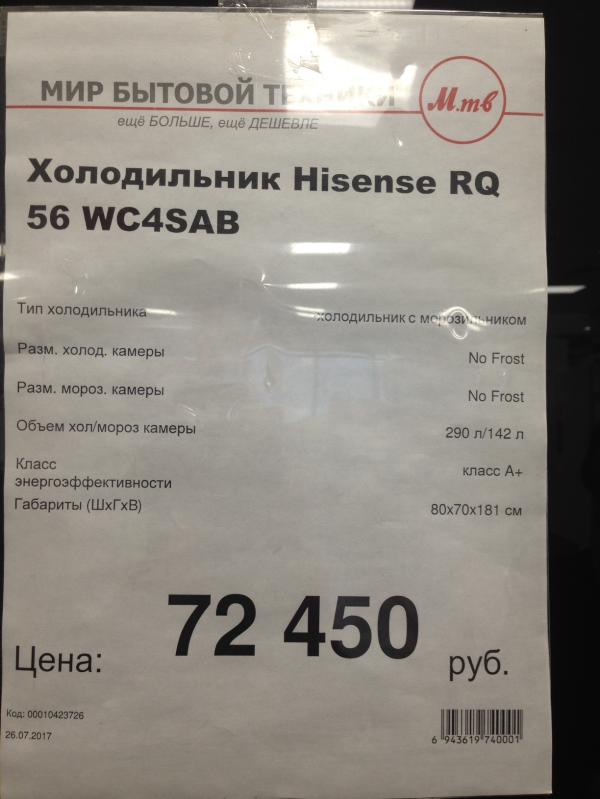 МИР БЫТОВОЙ ТЕХНИКИ
М.тв
ещё БОЛЬШЕ, ещё ДЕШЕВЛЕ
Холодильник Hisense RQ
56 WC4SAB
Тип холодильника холодильник с морозильником
Разм. холод. камеры No Frost
Разм. мороз. камеры No Frost
Объем хол/мороз камеры 290 л/142 л
Класс
энергоэффективности класс A+
Габариты (ШхГхВ) 80х70х181 см
Цена: 72 450 руб.
Код: 00010423726
26.07.2017
6 943619 740001